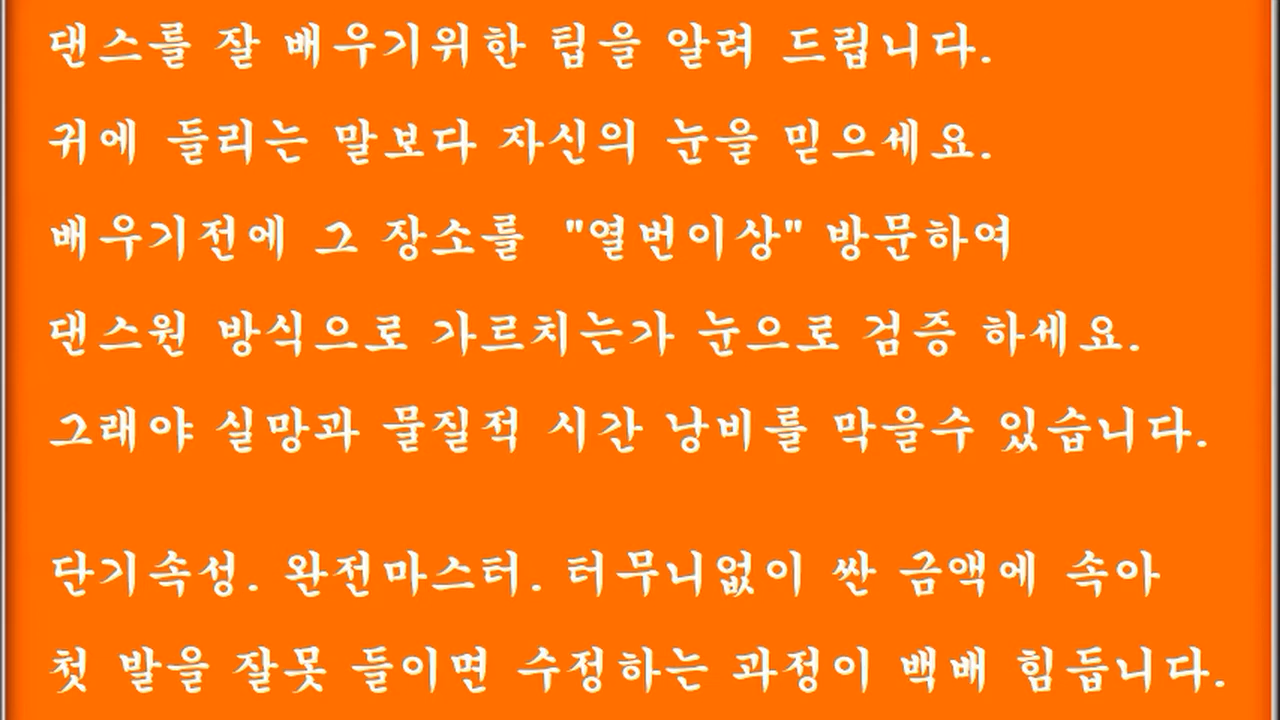 댄스를 잘 배우기위한 팁을 알려 드립니다.
귀에 들리는 말보다 자신의 눈을 믿으세요.
배우기전에 그 장소를 "열번이상" 방문하여
댄스원 방식으로 가르치는가 눈으로 검증 하세요.
그래야 실망과 물질적 시간 낭비를 막을수 있습니다.
단기속성. 완전마스터. 터무니없이 싼 금액에 속아
첫 발을 잘못 들이면 수정하는 과정이 백배 힘듭니다.